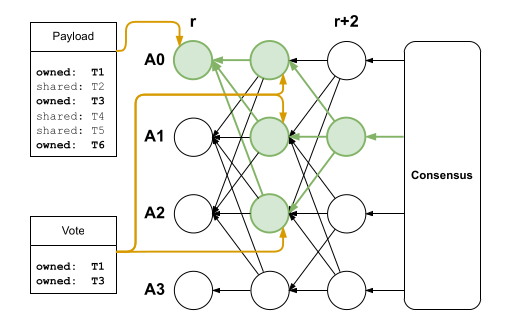 r
r+2
Payload
owned: T1
shared: T2
owned: T3
shared: T4
shared: T5
owned: T6
A0
A1
A2
A3
Consensus
Vote
owned: T1
owned: T3